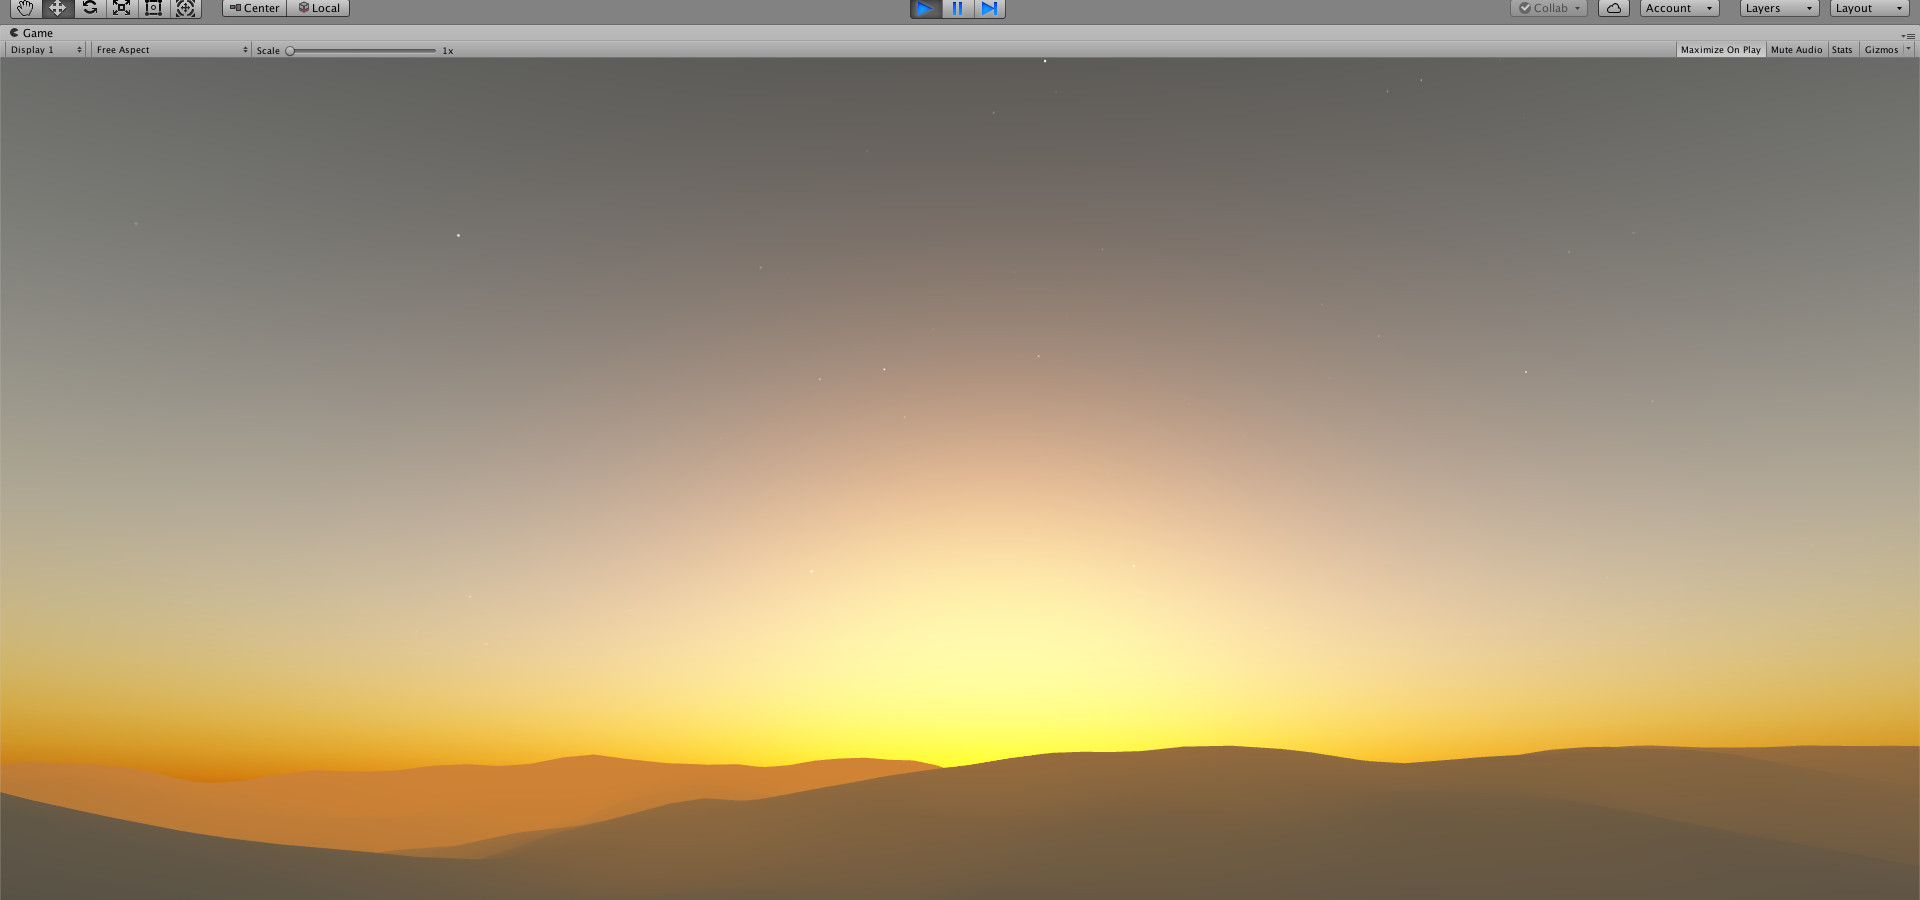 Center Local Collab Account Layers Layout
Game
Display 1 Free Aspect Scale 1x Maximize On Play Mute Audio Stats Gizmos